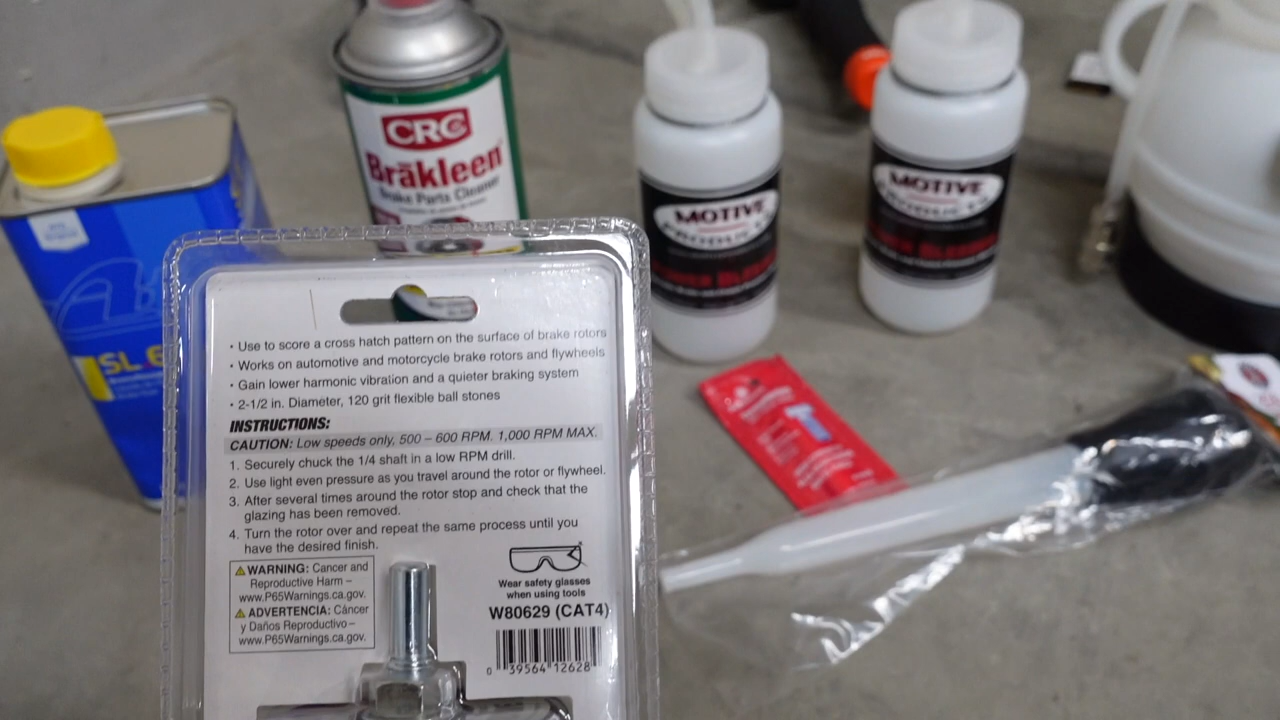 CRC
Bräkleen
Brake Parts Cleaner
MOTIVE
PRODUCTS
MOTIVE
PRODUCTS
SL 6
• Use to score a cross hatch pattern on the surface of brake rotors
• Works on automotive and motorcycle brake rotors and flywheels
• Gain lower harmonic vibration and a quieter braking system
• 2-1/2 in. Diameter, 120 grit flexible ball stones
INSTRUCTIONS:
CAUTION: Low speeds only, 500 – 600 RPM. 1,000 RPM MAX.
1. Securely chuck the 1/4 shaft in a low RPM drill.
2. Use light even pressure as you travel around the rotor or flywheel.
3. After several times around the rotor stop and check that the
glazing has been removed.
4. Turn the rotor over and repeat the same process until you
have the desired finish.
WARNING: Cancer and
Reproductive Harm –
www.P65Warnings.ca.gov.
ADVERTENCIA: Cáncer
y Daños Reproductivo –
www.P65Warnings.ca.gov.
Wear safety glasses
when using tools
W80629 (CAT4)
0 39564 12628